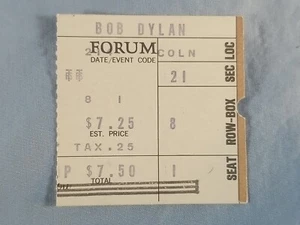 BOB DYLAN
FORUM COLN
DATE/EVENT CODE
21
8 1
$7.25 8
EST. PRICE
TAX.25
P $7.50 1
TOTAL
SEC LOC
ROW-BOX
SEAT